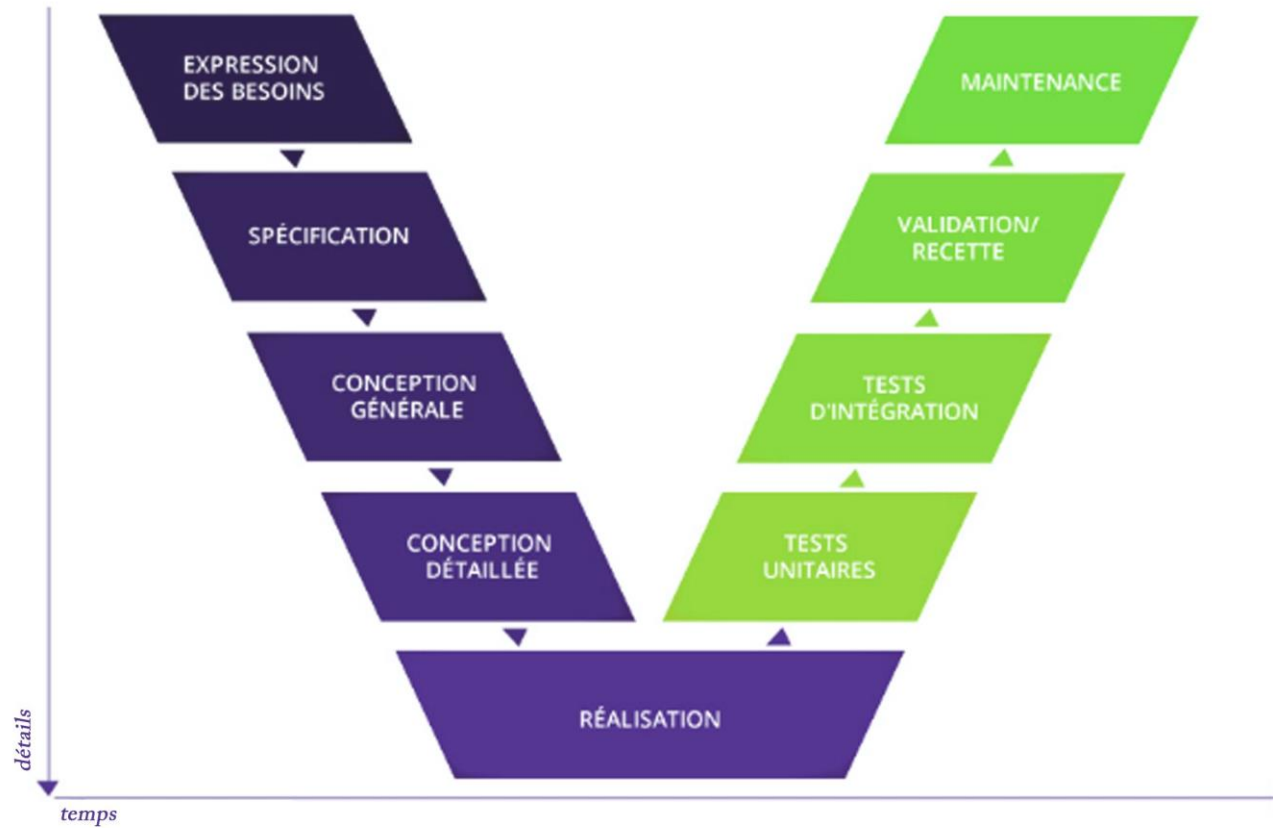 EXPRESSION
DES BESOINS
SPÉCIFICATION
CONCEPTION
GÉNÉRALE
CONCEPTION
DÉTAILLÉE
RÉALISATION
TESTS
UNITAIRES
TESTS
D'INTÉGRATION
VALIDATION/
RECETTE
MAINTENANCE
détails
temps